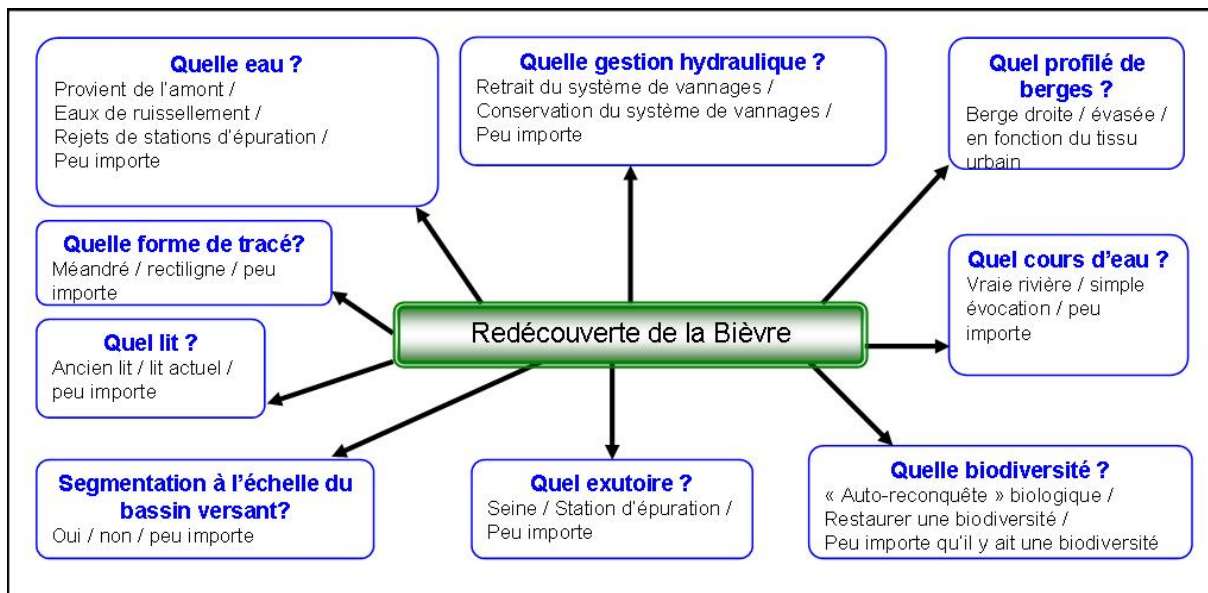 Quelle eau ?
Provient de l'amont /
Eaux de ruissellement /
Rejets de stations d'épuration /
Peu importe
Quelle gestion hydraulique ?
Retrait du système de vannages /
Conservation du système de vannages /
Peu importe
Quel profilé de
berges ?
Berge droite / évasée /
en fonction du tissu
urbain
Quelle forme de tracé?
Méandré / rectiligne / peu
importe
Quel cours d'eau ?
Vraie rivière / simple
évocation / peu
importe
Redécouverte de la Bièvre
Quel lit ?
Ancien lit / lit actuel /
peu importe
Segmentation à l'échelle du
bassin versant?
Oui / non / peu importe
Quel exutoire ?
Seine / Station d'épuration /
Peu importe
Quelle biodiversité ?
« Auto-reconquête » biologique /
Restaurer une biodiversité /
Peu importe qu'il y ait une biodiversité